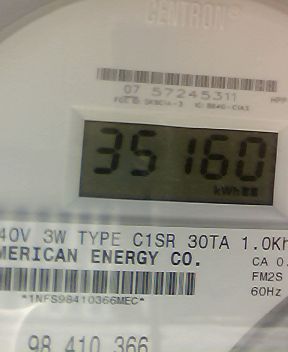 CENTRON®
07 57245311
35160
kWh
40V 3W TYPE C1SR 30TA 1.0Kh
MERICAN ENERGY CO.
CA 0.
FM2S
60Hz
*1NFS98410366MEC*
98 410 366